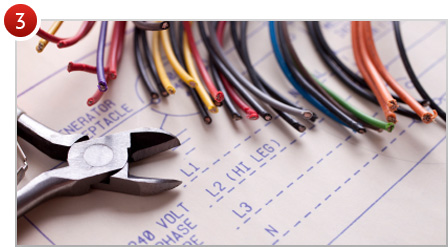 3
ENERATOR
EPTACLE
L1
L2 (HI LEG)
L3
N
240 VOLT
PHASE